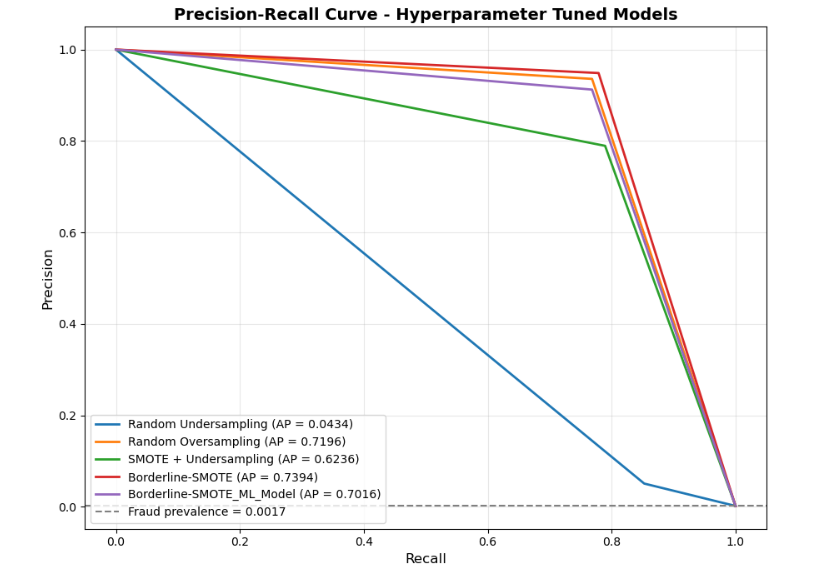 Precision-Recall Curve - Hyperparameter Tuned Models
1.0
0.8
0.6
0.4
0.2
0.0
Precision
Random Undersampling (AP = 0.0434)
Random Oversampling (AP = 0.7196)
SMOTE + Undersampling (AP = 0.6236)
Borderline-SMOTE (AP = 0.7394)
Borderline-SMOTE_ML_Model (AP = 0.7016)
Fraud prevalence = 0.0017
0.0 0.2 0.4 0.6 0.8 1.0
Recall